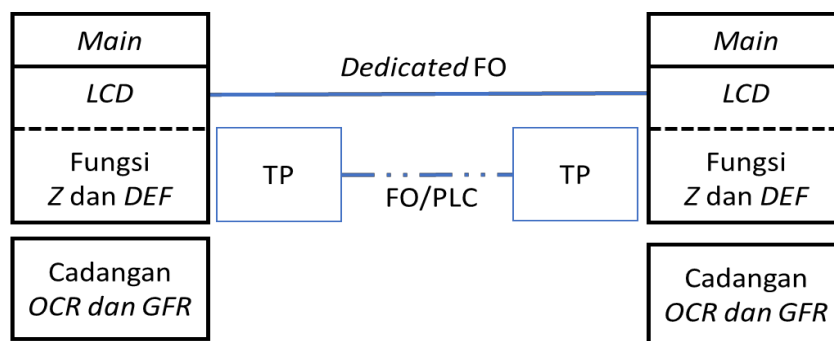 Main
LCD
Fungsi
Z dan DEF
Cadangan
OCR dan GFR
Dedicated FO
TP
FO/PLC
TP
Main
LCD
Fungsi
Z dan DEF
Cadangan
OCR dan GFR